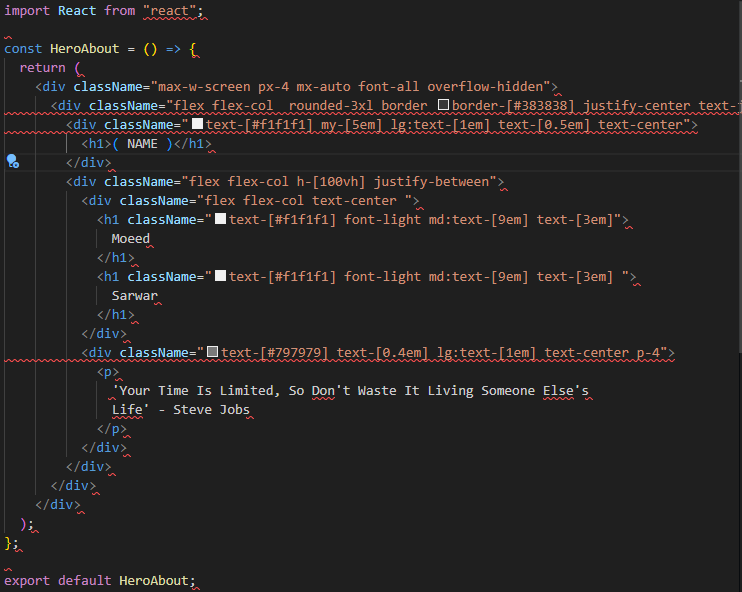 import React from "react";
const HeroAbout = () => {
return (
<div className="max-w-screen px-4 mx-auto font-all overflow-hidden">
<div className="flex flex-col  rounded-3xl border border-[#383838] justify-center text-
<div className="text-[#f1f1f1] my-[5em] lg:text-[1em] text-[0.5em] text-center">
<h1>( NAME )</h1>
</div>
<div className="flex flex-col h-[100vh] justify-between">
<div className="flex flex-col text-center ">
<h1 className="text-[#f1f1f1] font-light md:text-[9em] text-[3em]">
Moeed
</h1>
<h1 className="text-[#f1f1f1] font-light md:text-[9em] text-[3em] ">
Sarwar
</h1>
</div>
<div className="text-[#797979] text-[0.4em] lg:text-[1em] text-center p-4">
<p>
'Your Time Is Limited, So Don't Waste It Living Someone Else's
Life' - Steve Jobs
</p>
</div>
</div>
</div>
</div>
);
};
export default HeroAbout;